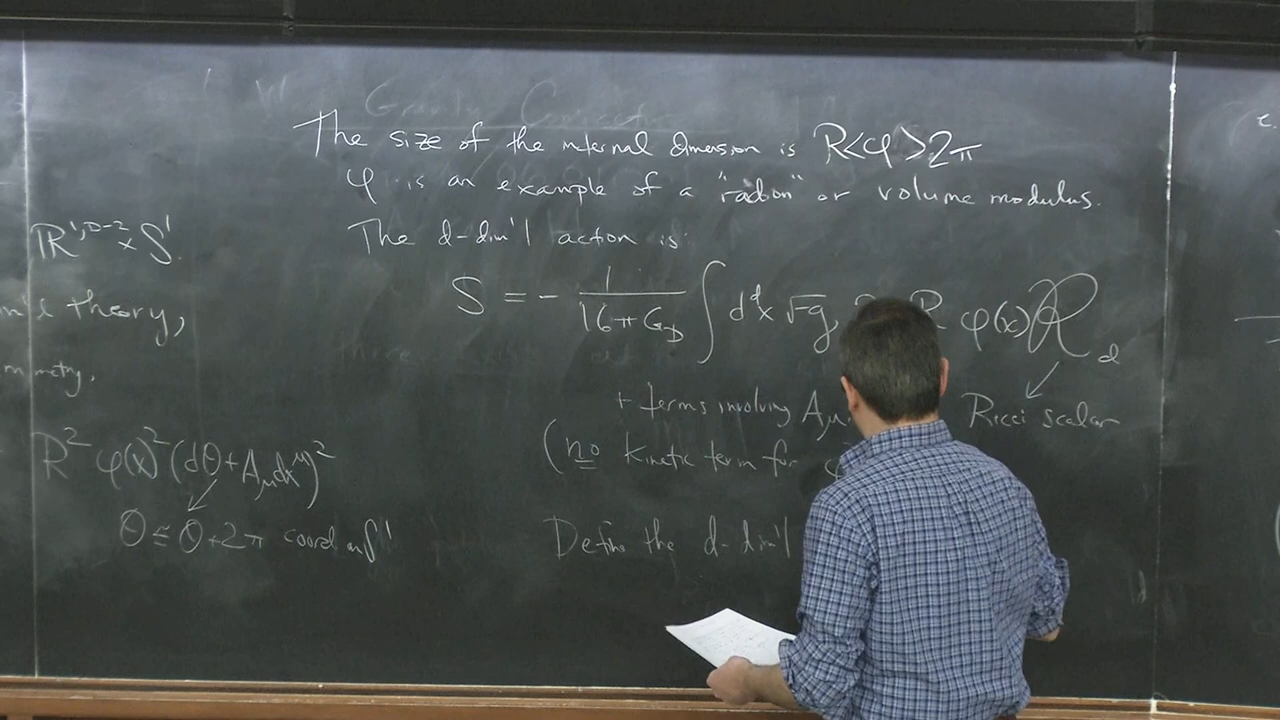 The size of the internal dimension is R<φ>2π
φ is an example of a "radion" or volume modulus.
The d-dim'l action is:
S = - 1/(16πG_D) ∫ d^d x √g R φ(x) ℛ_d
Ricci scalar
+ terms involving A_μ
(no kinetic term for φ
Define the d-dim'l
ℝ^{1,D-2} × S^1.
theory,
R^2 φ(x)^2 (dθ + A_μ dx^μ)^2
θ ≅ θ+2π coord on S^1